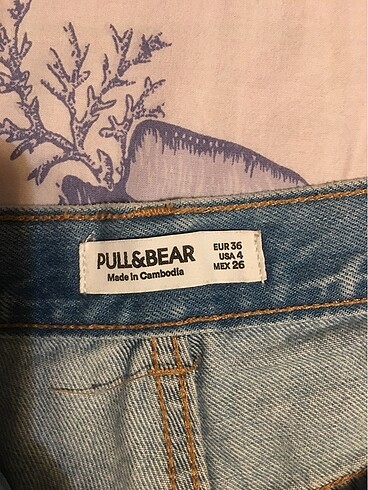 PULL&BEAR
Made in Cambodia
EUR 36
USA 4
MEX 26